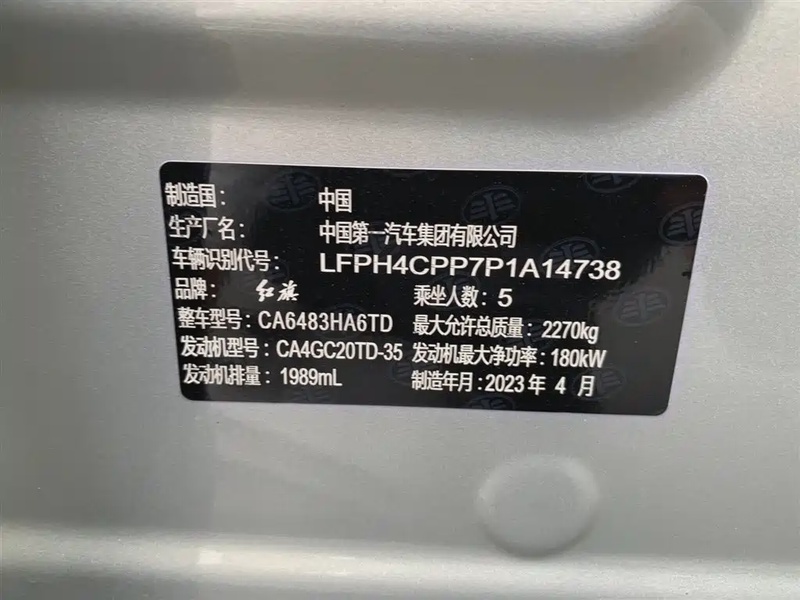 制造国： 中国
生产厂名： 中国第一汽车集团有限公司
车辆识别代号： LFPH4CPP7P1A14738
品牌： 红旗 乘坐人数：5
整车型号：CA6483HA6TD 最大允许总质量：2270kg
发动机型号：CA4GC20TD-35 发动机最大净功率：180kW
发动机排量：1989mL 制造年月：2023年 4 月